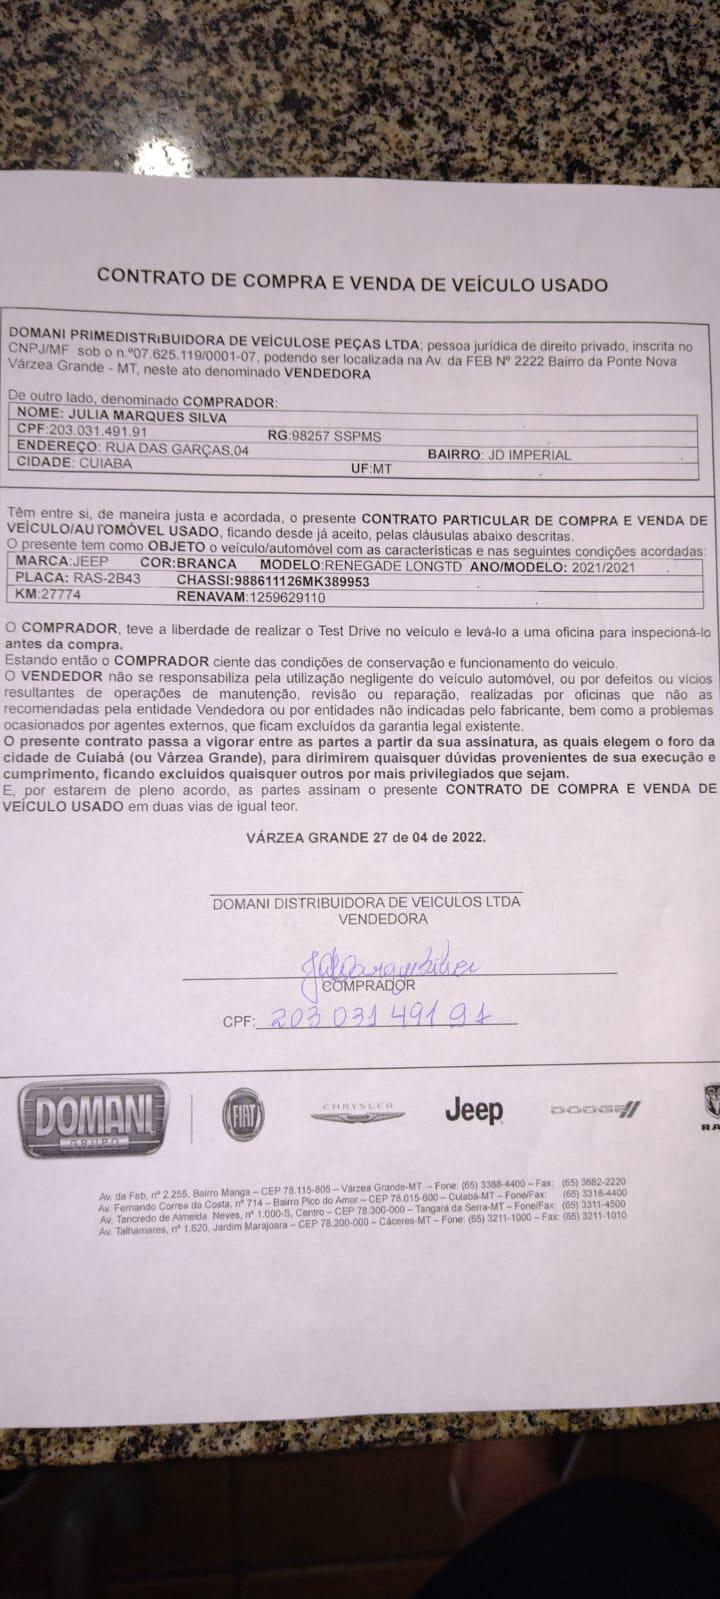 CONTRATO DE COMPRA E VENDA DE VEÍCULO USADO
DOMANI PRIMEDISTRIBUIDORA DE VEÍCULOSE PEÇAS LTDA; pessoa jurídica de direito privado, inscrita no
CNPJ/MF sob o n.º07.625.119/0001-07, podendo ser localizada na Av. da FEB Nº 2222 Bairro da Ponte Nova
Várzea Grande - MT, neste ato denominado VENDEDORA
De outro lado, denominado COMPRADOR:
NOME: JULIA MARQUES SILVA
CPF:203.031.491.91 RG:98257 SSPMS
ENDEREÇO: RUA DAS GARÇAS,04 BAIRRO: JD IMPERIAL
CIDADE: CUIABA UF:MT
Têm entre si, de maneira justa e acordada, o presente CONTRATO PARTICULAR DE COMPRA E VENDA DE
VEÍCULO/AUTOMÓVEL USADO, ficando desde já aceito, pelas cláusulas abaixo descritas.
O presente tem como OBJETO o veículo/automóvel com as características e nas seguintes condições acordadas:
MARCA:JEEP COR:BRANCA MODELO:RENEGADE LONGTD ANO/MODELO: 2021/2021
PLACA: RAS-2B43 CHASSI:988611126MK389953
KM:27774 RENAVAM:1259629110
O COMPRADOR, teve a liberdade de realizar o Test Drive no veículo e levá-lo a uma oficina para inspecioná-lo
antes da compra.
Estando então o COMPRADOR ciente das condições de conservação e funcionamento do veiculo.
O VENDEDOR não se responsabiliza pela utilização negligente do veículo automóvel, ou por defeitos ou vícios
resultantes de operações de manutenção, revisão ou reparação, realizadas por oficinas que não as
recomendadas pela entidade Vendedora ou por entidades não indicadas pelo fabricante, bem como a problemas
ocasionados por agentes externos, que ficam excluídos da garantia legal existente.
O presente contrato passa a vigorar entre as partes a partir da sua assinatura, as quais elegem o foro da
cidade de Cuiabá (ou Várzea Grande), para dirimirem quaisquer dúvidas provenientes de sua execução e
cumprimento, ficando excluídos quaisquer outros por mais privilegiados que sejam.
E, por estarem de pleno acordo, as partes assinam o presente CONTRATO DE COMPRA E VENDA DE
VEÍCULO USADO em duas vias de igual teor.
VÁRZEA GRANDE 27 de 04 de 2022.
DOMANI DISTRIBUIDORA DE VEICULOS LTDA
VENDEDORA
COMPRADOR
CPF: 203 031 491 91
DOMANI GRUPO FIAT CHRYSLER Jeep DODGE RA
Av. da Feb, nº 2.255, Bairro Manga – CEP 78.115-805 – Várzea Grande-MT – Fone: (65) 3388-4400 – Fax: (65) 3682-2220
Av. Fernando Correa da Costa, nº 714 – Bairro Pico do Amor – CEP 78.015-600 – Cuiabá-MT – Fone/Fax: (65) 3318-4400
Av. Tancredo de Almeida Neves, nº 1.000-S, Centro – CEP 78.300-000 – Tangará da Serra-MT – Fone/Fax: (65) 3311-4500
Av. Talhamares, nº 1.620, Jardim Marajoara – CEP 78.200-000 – Cáceres-MT – Fone: (65) 3211-1000 – Fax: (65) 3211-1010